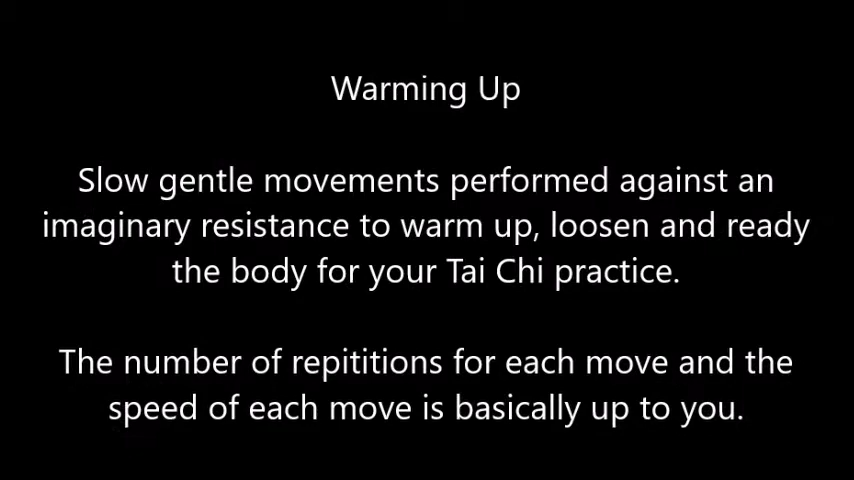 Warming Up
Slow gentle movements performed against an
imaginary resistance to warm up, loosen and ready
the body for your Tai Chi practice.
The number of repititions for each move and the
speed of each move is basically up to you.